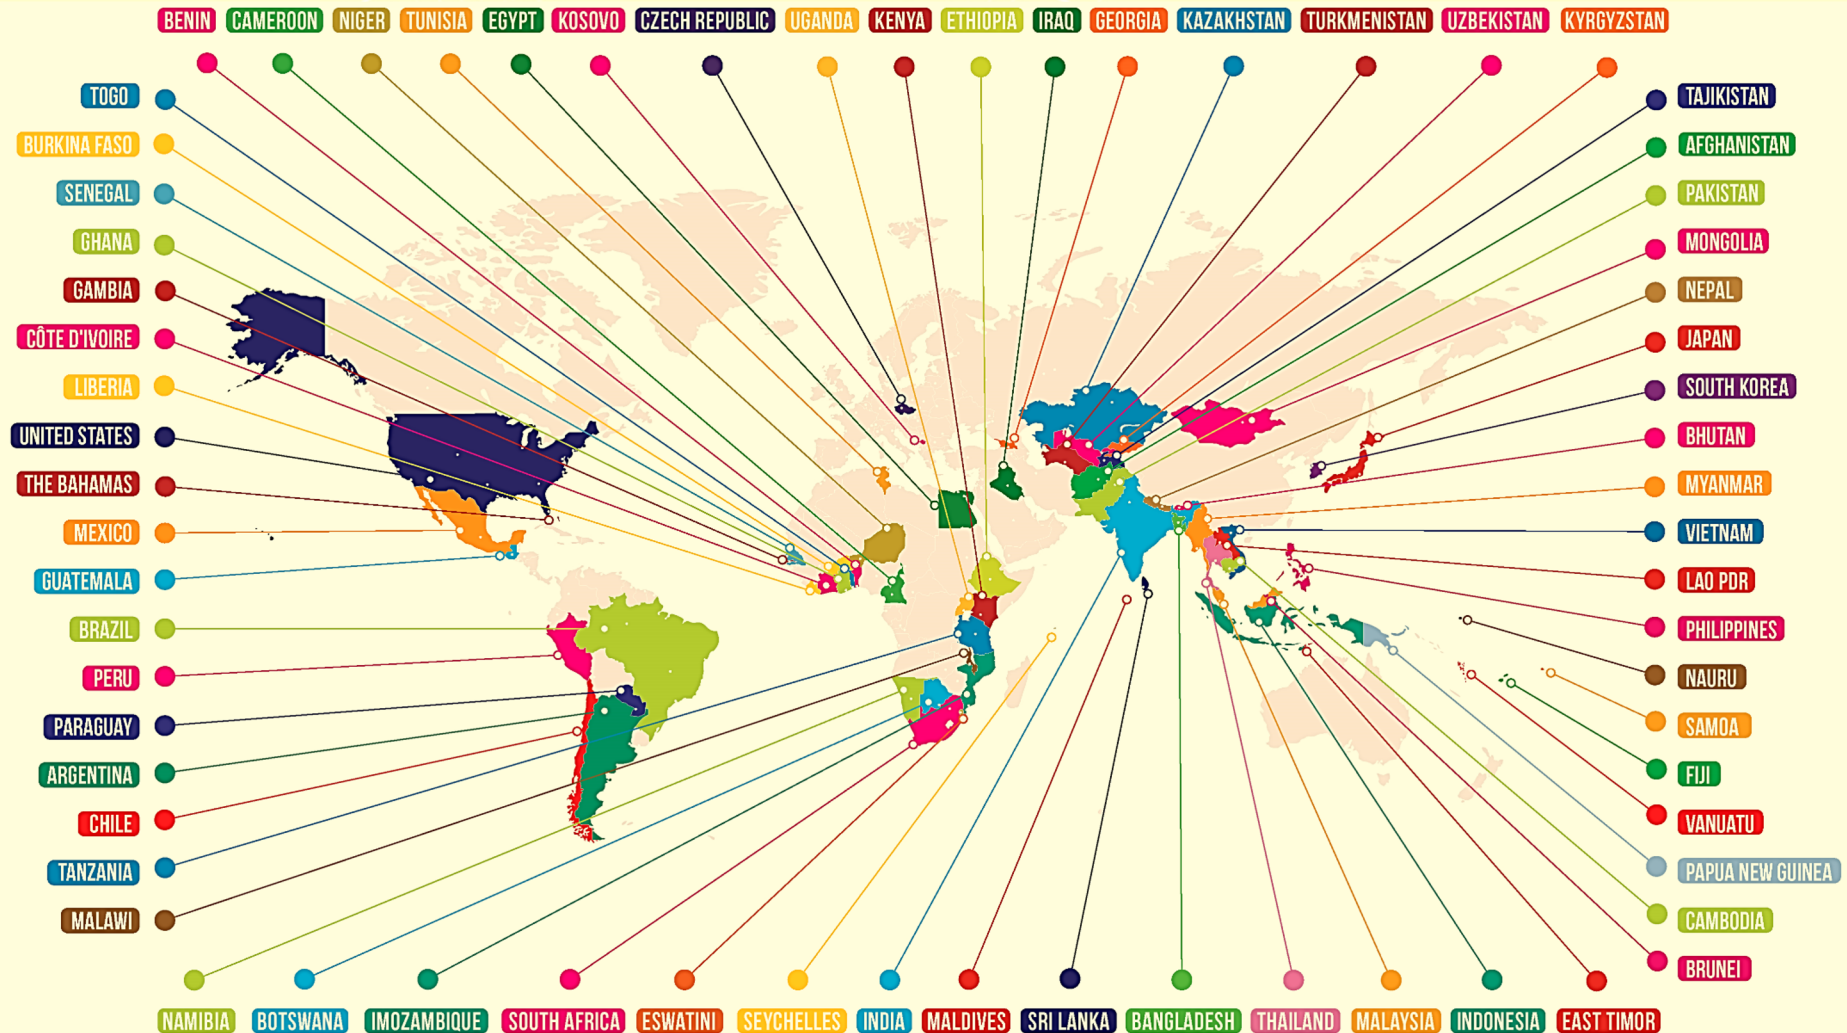 BENIN
CAMEROON
NIGER
TUNISIA
EGYPT
KOSOVO
CZECH REPUBLIC
UGANDA
KENYA
ETHIOPIA
IRAQ
GEORGIA
KAZAKHSTAN
TURKMENISTAN
UZBEKISTAN
KYRGYZSTAN
TOGO
BURKINA FASO
SENEGAL
GHANA
GAMBIA
CÔTE D'IVOIRE
LIBERIA
UNITED STATES
THE BAHAMAS
MEXICO
GUATEMALA
BRAZIL
PERU
PARAGUAY
ARGENTINA
CHILE
TANZANIA
MALAWI
TAJIKISTAN
AFGHANISTAN
PAKISTAN
MONGOLIA
NEPAL
JAPAN
SOUTH KOREA
BHUTAN
MYANMAR
VIETNAM
LAO PDR
PHILIPPINES
NAURU
SAMOA
FIJI
VANUATU
PAPUA NEW GUINEA
CAMBODIA
BRUNEI
NAMIBIA
BOTSWANA
IMOZAMBIQUE
SOUTH AFRICA
ESWATINI
SEYCHELLES
INDIA
MALDIVES
SRI LANKA
BANGLADESH
THAILAND
MALAYSIA
INDONESIA
EAST TIMOR